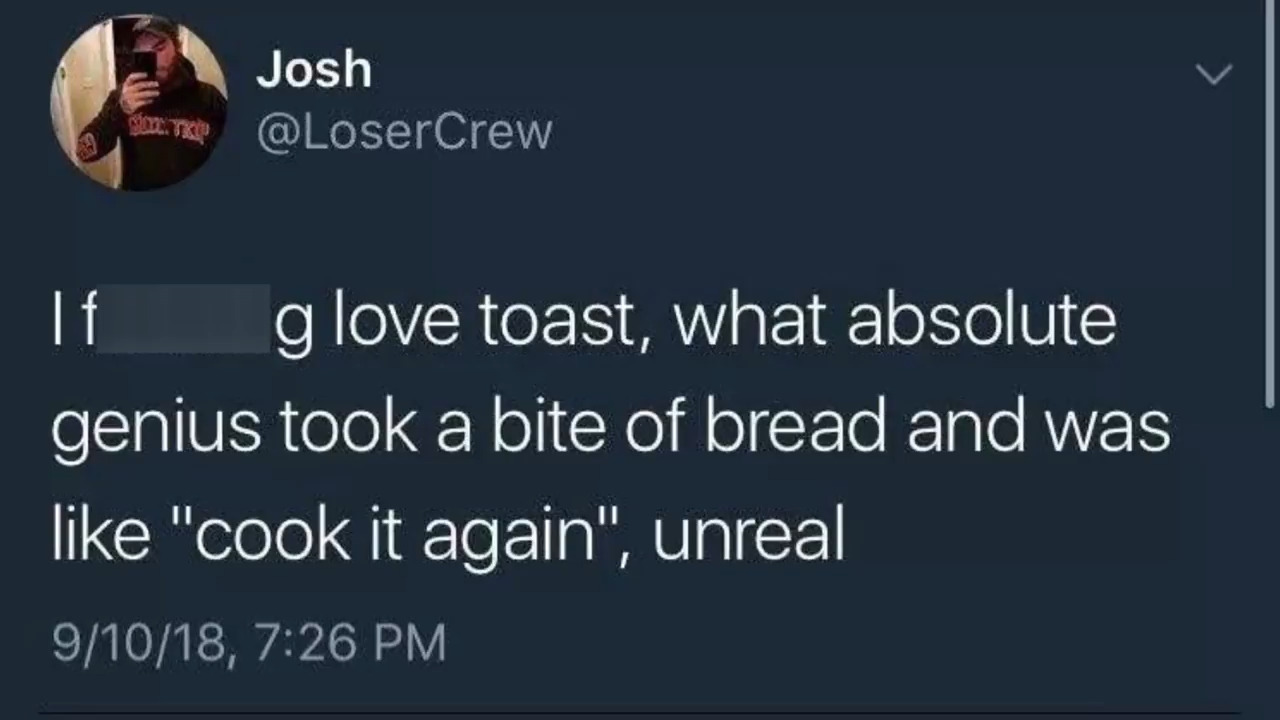 Josh
@LoserCrew
I f g love toast, what absolute
genius took a bite of bread and was
like "cook it again", unreal
9/10/18, 7:26 PM